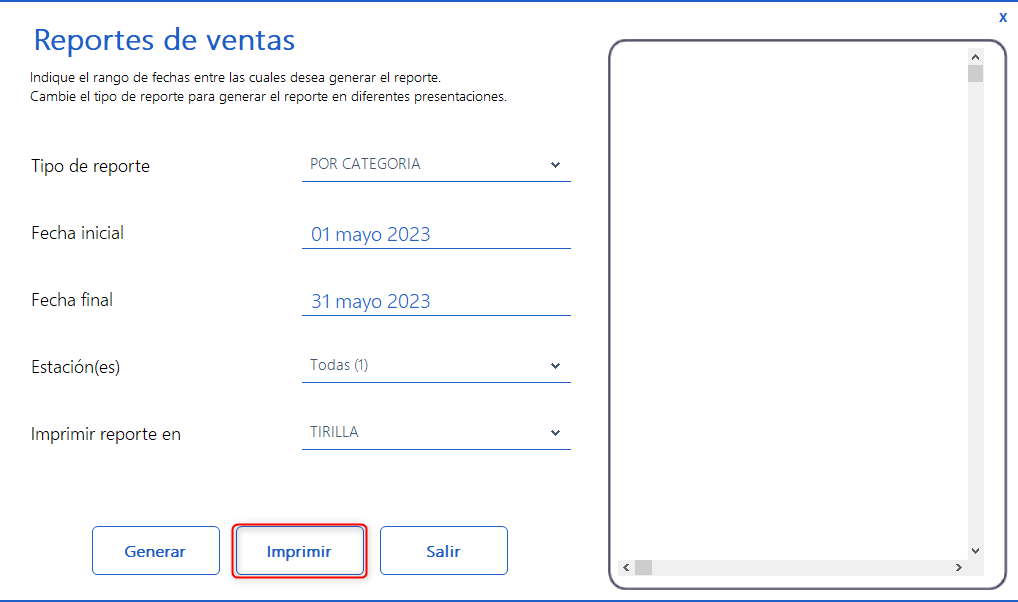 x
Reportes de ventas
Indique el rango de fechas entre las cuales desea generar el reporte.
Cambie el tipo de reporte para generar el reporte en diferentes presentaciones.
Tipo de reporte
POR CATEGORIA
Fecha inicial
01 mayo 2023
Fecha final
31 mayo 2023
Estación(es)
Todas (1)
Imprimir reporte en
TIRILLA
Generar
Imprimir
Salir